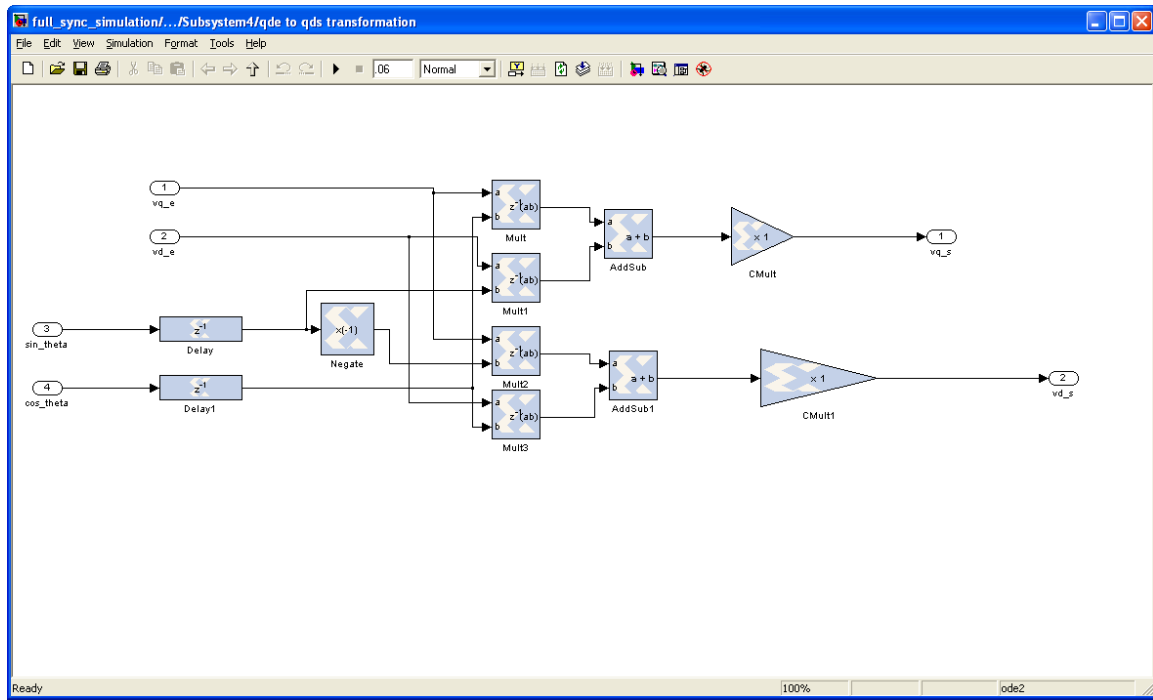 full_sync_simulation/.../Subsystem4/qde to qds transformation
File Edit View Simulation Format Tools Help
.06 Normal
1
vq_e
2
vd_e
3
sin_theta
4
cos_theta
z⁻¹
Delay
z⁻¹
Delay1
x(-1)
Negate
a
b
z⁻¹(ab)
Mult
a
b
z⁻¹(ab)
Mult1
a
b
z⁻¹(ab)
Mult2
a
b
z⁻¹(ab)
Mult3
a
b
a + b
AddSub
a
b
a + b
AddSub1
x 1
CMult
x 1
CMult1
1
vq_s
2
vd_s
Ready 100% ode2